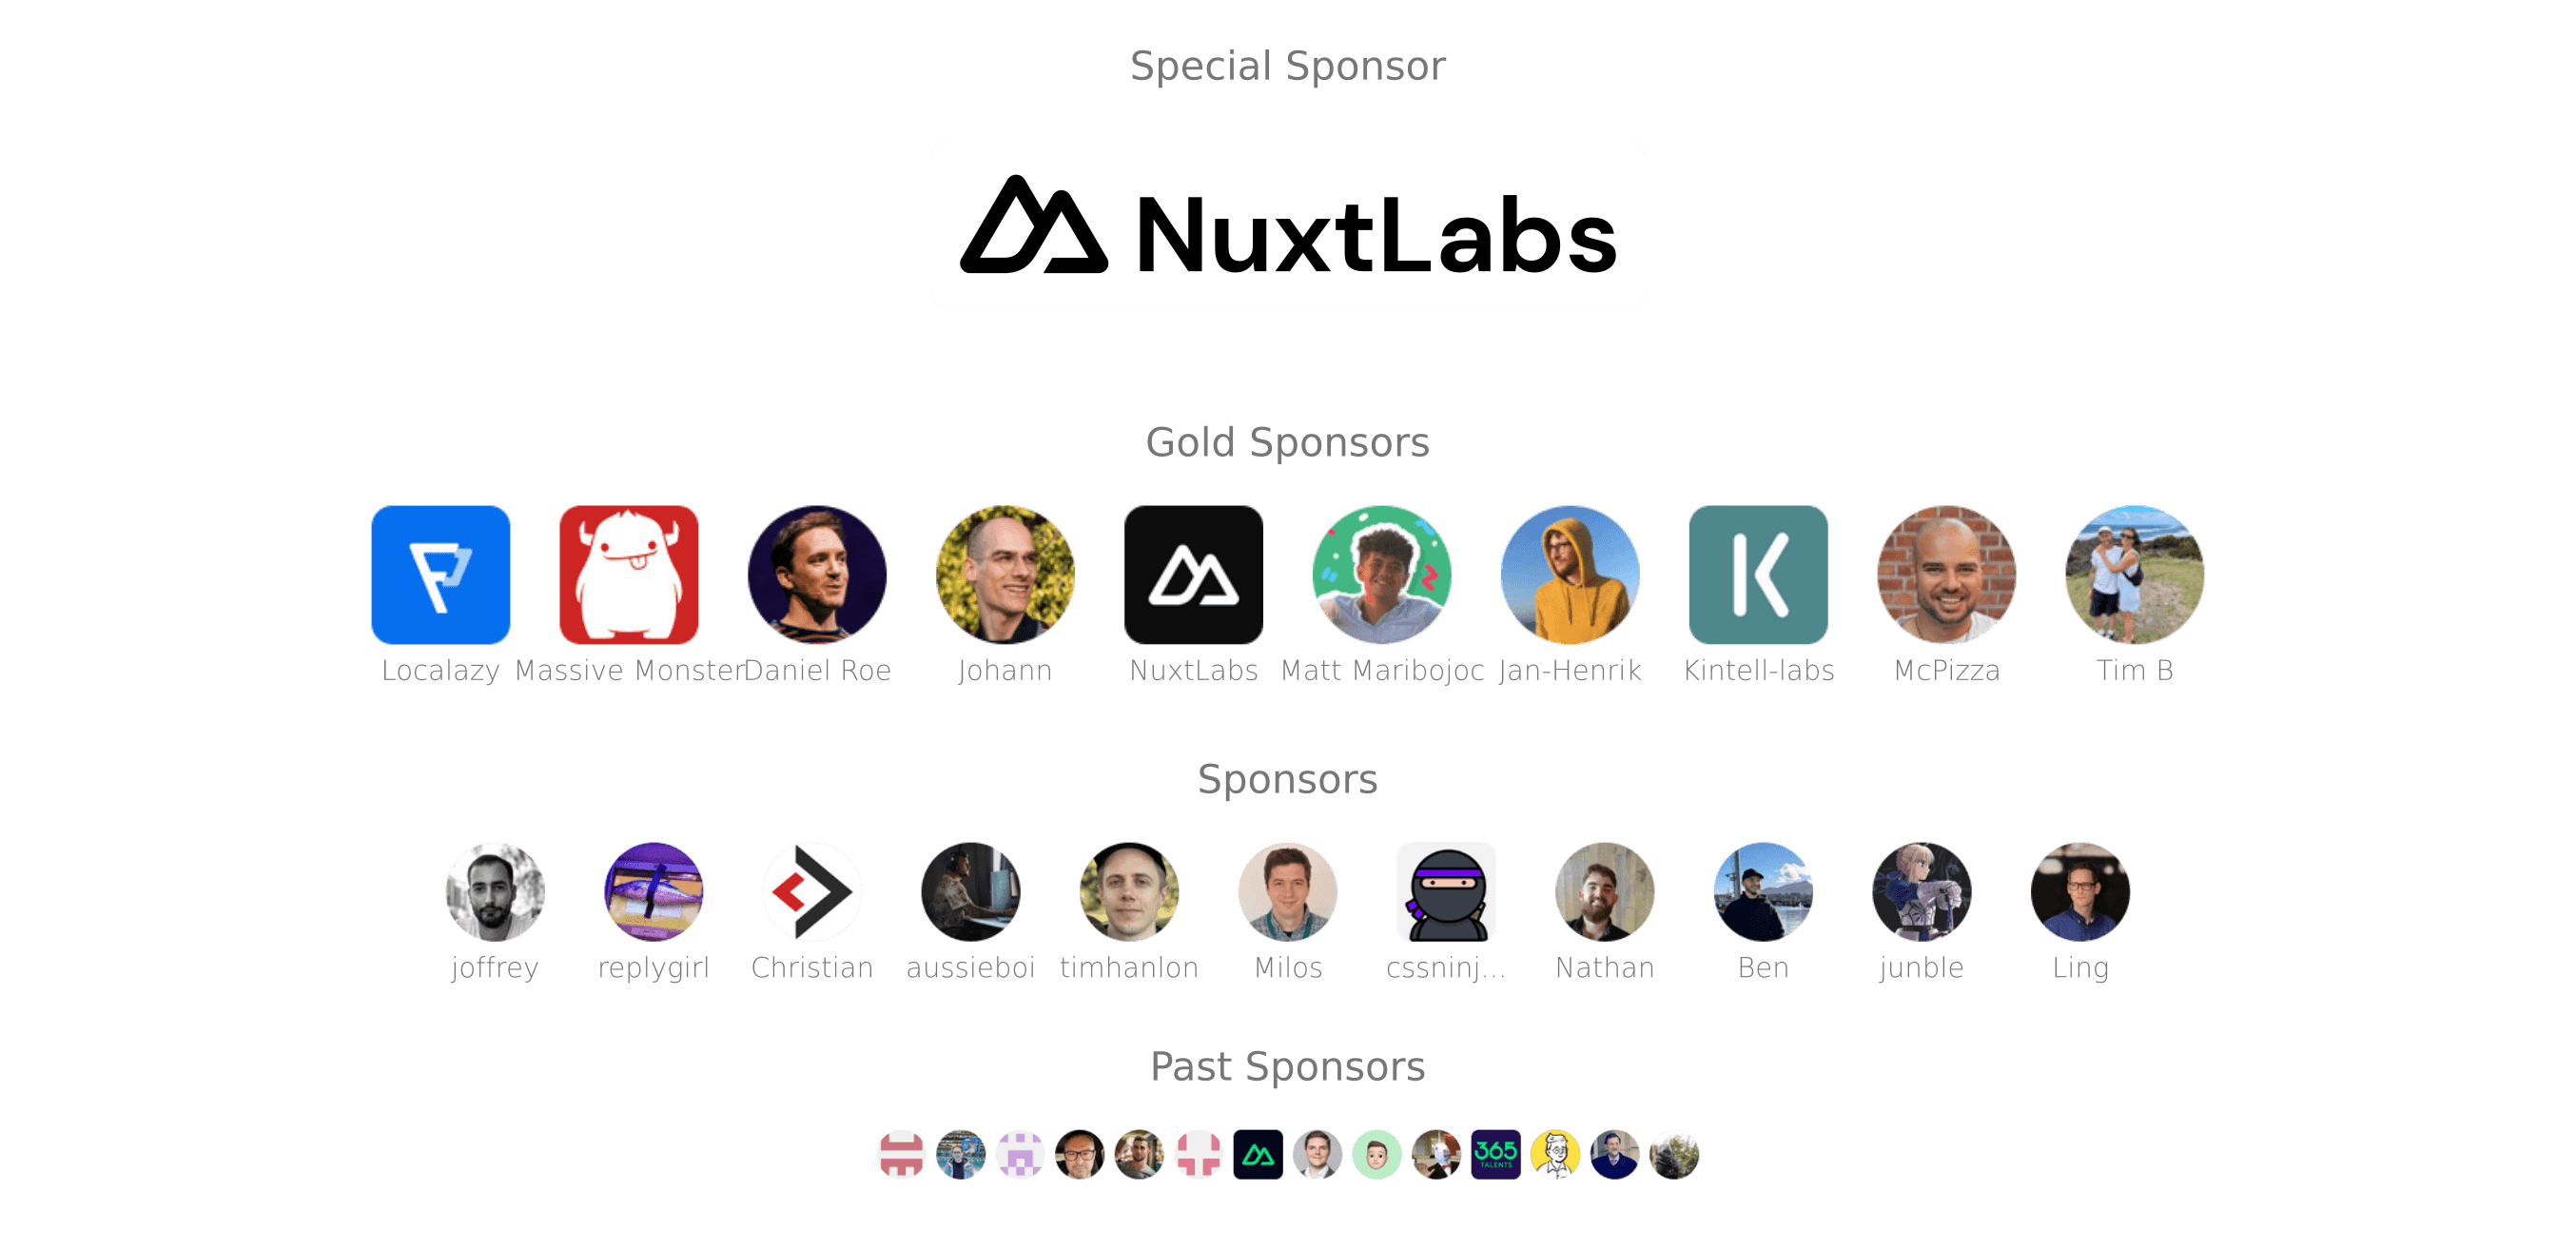 Special Sponsor
NuxtLabs
Gold Sponsors
Localazy Massive Monster Daniel Roe Johann NuxtLabs Matt Maribojoc Jan-Henrik Kintell-labs McPizza Tim B
Sponsors
joffrey replygirl Christian aussieboi timhanlon Milos cssninj... Nathan Ben junble Ling
Past Sponsors
365
TALENTS